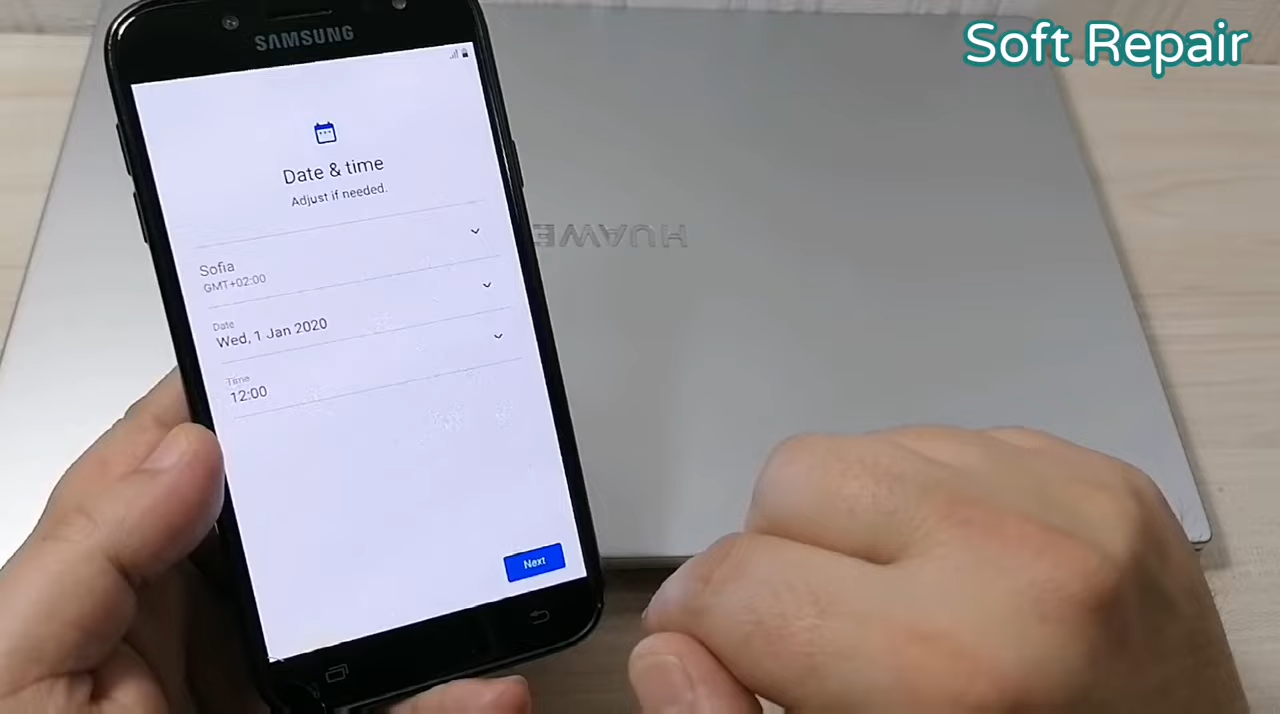 Soft Repair
SAMSUNG
Date & time
Adjust if needed.
Sofia
GMT+02:00
Date
Wed, 1 Jan 2020
Time
12:00
Next
HUAWE